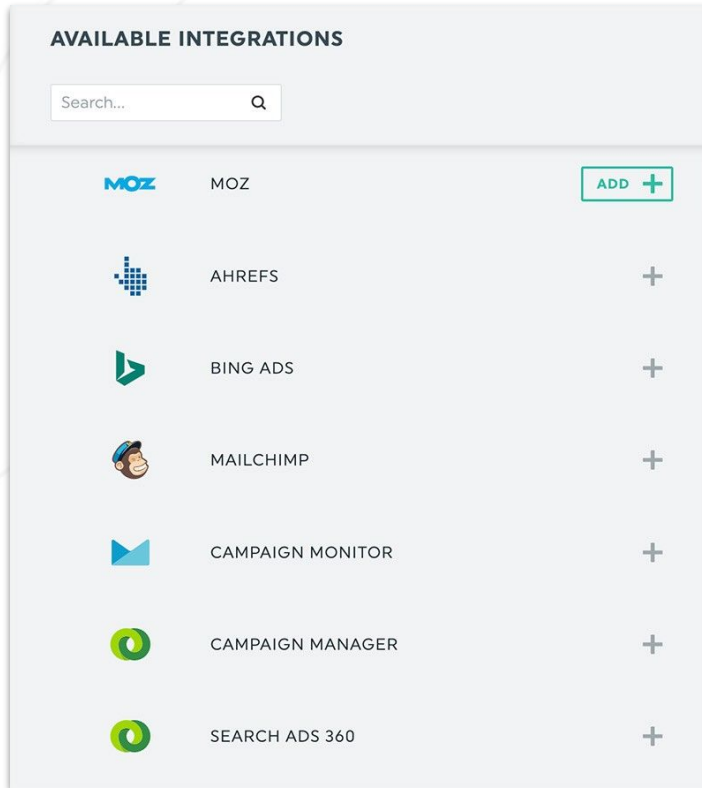 AVAILABLE INTEGRATIONS
Search...
MOZ MOZ ADD
AHREFS
BING ADS
MAILCHIMP
CAMPAIGN MONITOR
CAMPAIGN MANAGER
SEARCH ADS 360